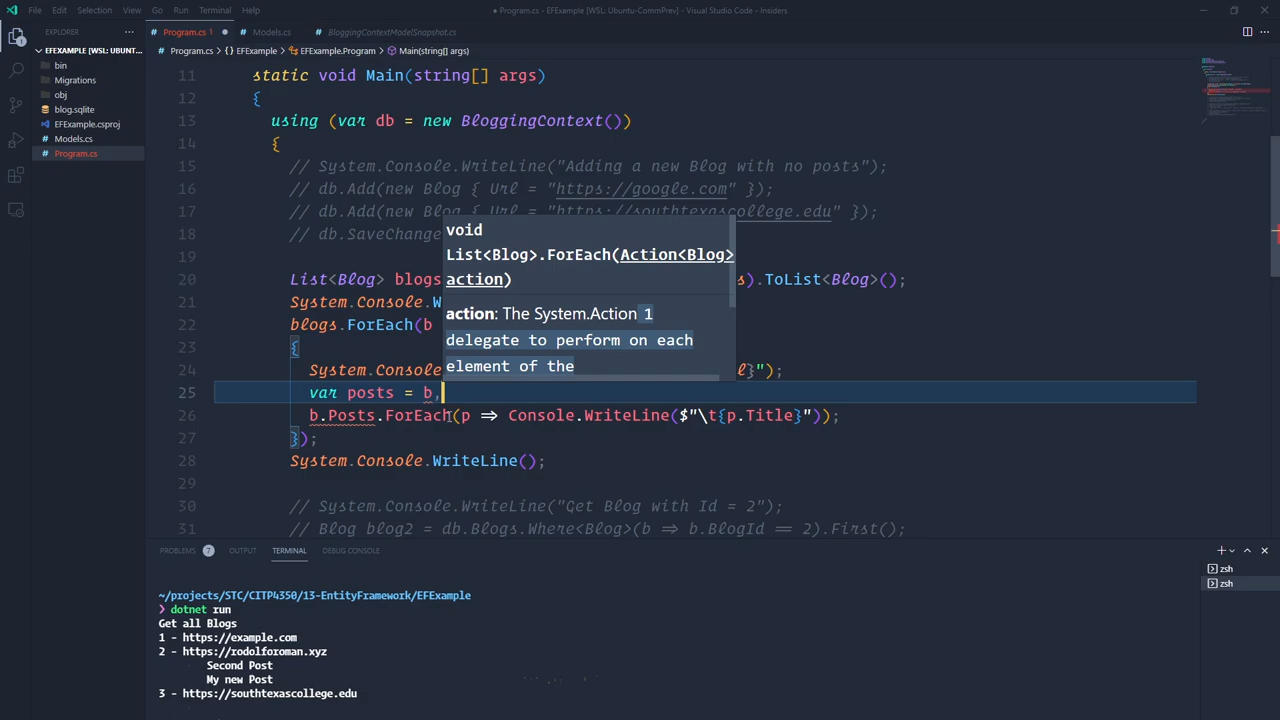 File Edit Selection View Go Run Terminal Help
● Program.cs - EFExample [WSL: Ubuntu-CommPrev] - Visual Studio Code - Insiders
EXPLORER
EFEXAMPLE [WSL: UBUNT...
bin
Migrations
obj
blog.sqlite
EFExample.csproj
Models.cs
Program.cs
Program.cs 1 ● Models.cs BloggingContextModelSnapshot.cs
Program.cs > {} EFExample > EFExample.Program > Main(string[] args)
11 static void Main(string[] args)
12 {
13 using (var db = new BloggingContext())
14 {
15 // System.Console.WriteLine("Adding a new Blog with no posts");
16 // db.Add(new Blog { Url = "https://google.com" });
17 // db.Add(new Blog { Url = "https://southtexascollege.edu" });
18 // db.SaveChange
19
20 List<Blog> blogs s).ToList<Blog>();
21 System.Console.W
22 blogs.ForEach(b
23 {
24 System.Console l}");
25 var posts = b,
26 b.Posts.ForEach(p => Console.WriteLine($"\t{p.Title}"));
27 });
28 System.Console.WriteLine();
29
30 // System.Console.WriteLine("Get Blog with Id = 2");
31 // Blog blog2 = db.Blogs.Where<Blog>(b => b.BlogId == 2).First();
void
List<Blog>.ForEach(Action<Blog>
action)
action: The System.Action 1
delegate to perform on each
element of the
PROBLEMS 7 OUTPUT TERMINAL DEBUG CONSOLE
~/projects/STC/CITP4350/13-EntityFramework/EFExample
❯ dotnet run
Get all Blogs
1 - https://example.com
2 - https://rodolforoman.xyz
Second Post
My new Post
3 - https://southtexascollege.edu
zsh
zsh